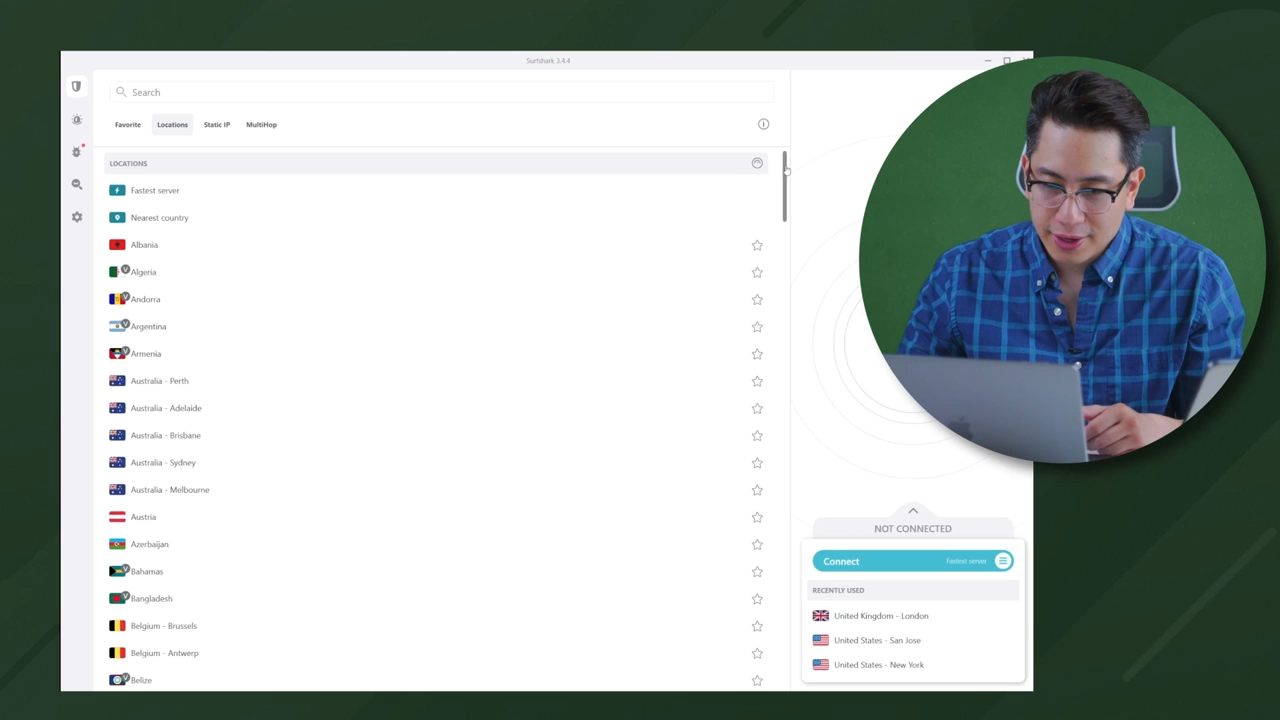 Surfshark 3.4.4
Search
Favorite
Locations
Static IP
MultiHop
LOCATIONS
Fastest server
Nearest country
Albania
Algeria
Andorra
Argentina
Armenia
Australia - Perth
Australia - Adelaide
Australia - Brisbane
Australia - Sydney
Australia - Melbourne
Austria
Azerbaijan
Bahamas
Bangladesh
Belgium - Brussels
Belgium - Antwerp
Belize
NOT CONNECTED
Connect
Fastest server
RECENTLY USED
United Kingdom - London
United States - San Jose
United States - New York